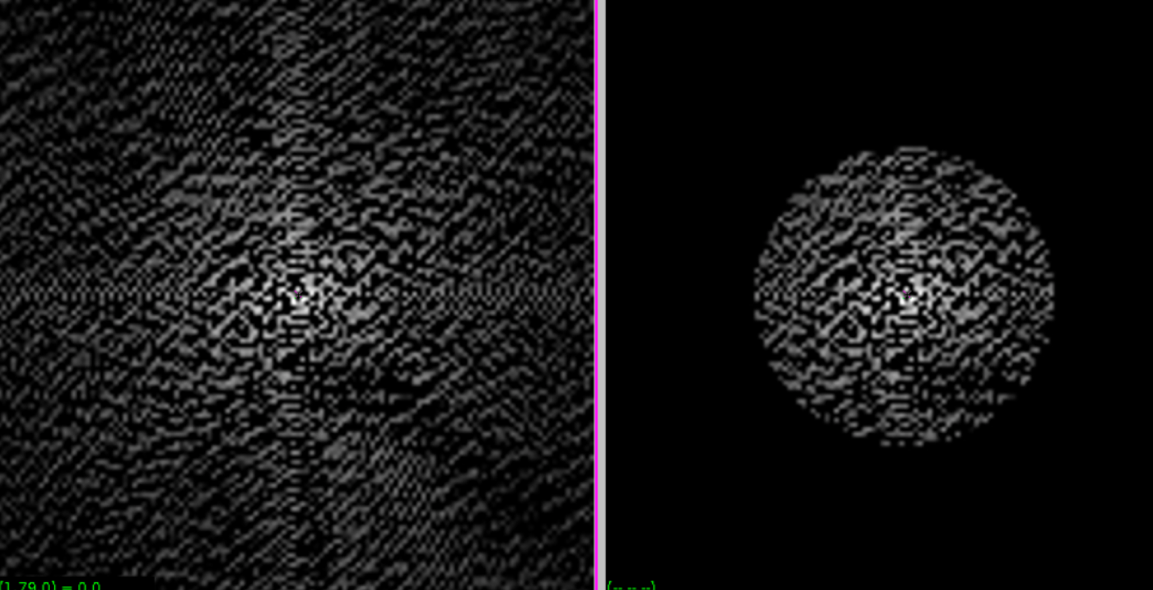 (1,79,0) = 0.0
(-,-,-)